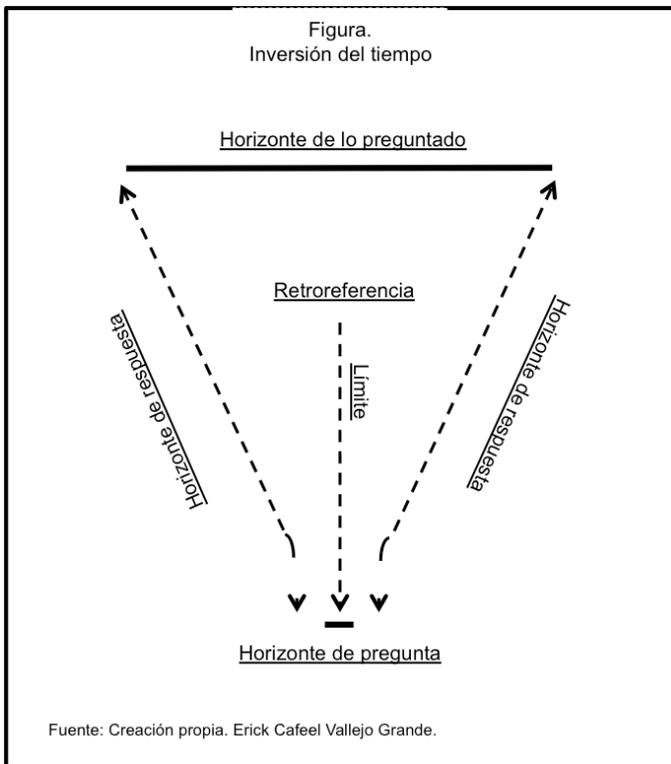 Figura.
Inversión del tiempo
Horizonte de lo preguntado
Retroreferencia
Horizonte de respuesta
Límite
Horizonte de respuesta
Horizonte de pregunta
Fuente: Creación propia. Erick Cafeel Vallejo Grande.